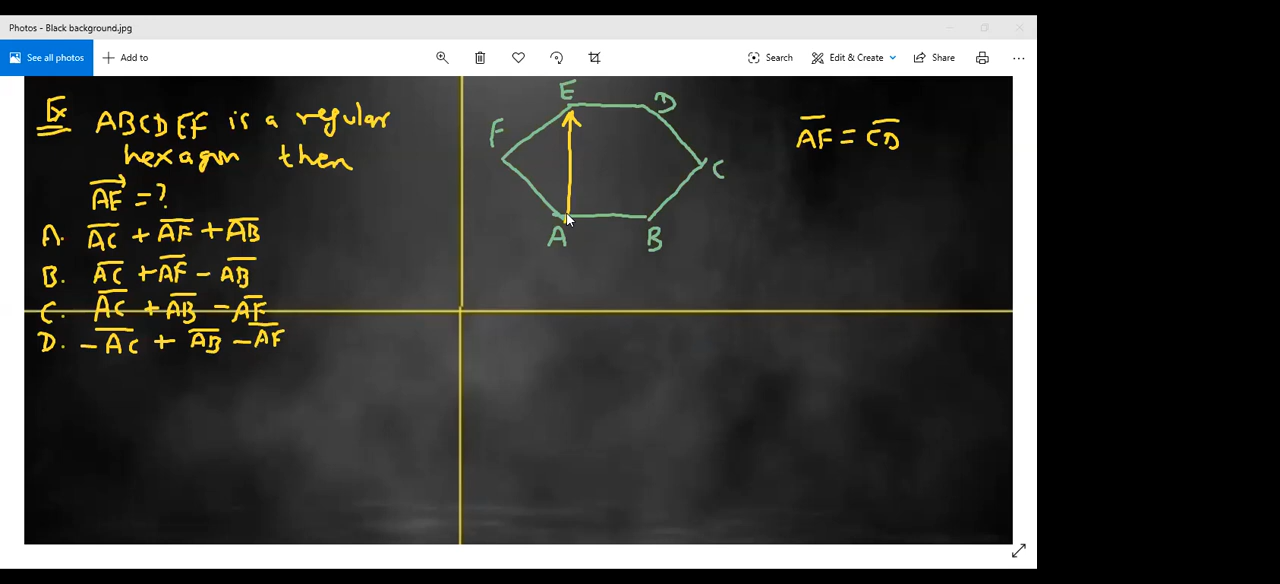 Photos - Black background.jpg
See all photos
Add to
Search
Edit & Create
Share
Ex ABCDEF is a regular
hexagon then
AE = ?
A. AC + AF + AB
B. AC + AF - AB
C. AC + AB - AF
D. -AC + AB - AF
E
D
F
C
A
B
AF = CD